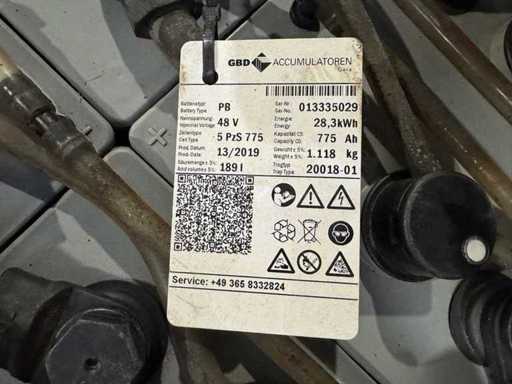 GBD ACCUMULATOREN
Gera
Batterietyp: Battery Type PB
Ser.Nr: Ser.No: 013335029
Nennspannung: Nominal Voltage 48 V
Energie: Energy 28,3kWh
Zellentype: Cell Type 5 PzS 775
Kapazität C5: Capacity C5: 775 Ah
Prod. Datum: Prod. Date: 13/2019
Gewicht ± 5%: Weight ± 5%: 1.118 kg
Säuremenge ± 5%: Acid volume ± 5%: 189 l
Trogtyp: Tray Type: 20018-01
Service: +49 365 8332824